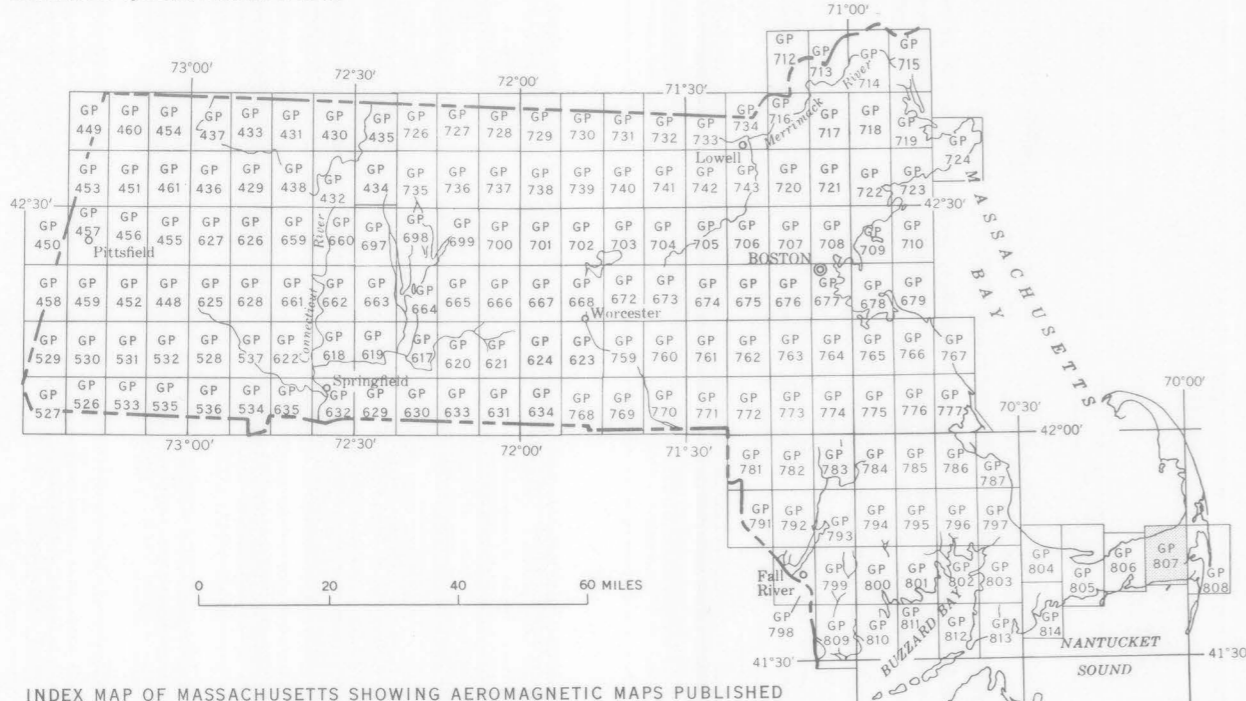 71°00'
GP 712 GP 713 GP 714 GP 715
73°00' 72°30' 72°00' 71°30'
River
Merrimack
GP 449 GP 460 GP 454 GP 437 GP 433 GP 431 GP 430 GP 435 GP 726 GP 727 GP 728 GP 729 GP 730 GP 731 GP 732 GP 733 GP 734 GP 716 GP 717 GP 718 GP 719
Lowell
GP 724
GP 453 GP 451 GP 461 GP 436 GP 429 GP 438 GP 432 GP 434 GP 735 GP 736 GP 737 GP 738 GP 739 GP 740 GP 741 GP 742 GP 743 GP 720 GP 721 GP 722 GP 723
MASSACHUSETTS
BAY
42°30' 42°30'
GP 450 GP 457 GP 456 GP 455 GP 627 GP 626 GP 659 GP 660 GP 697 GP 698 GP 699 GP 700 GP 701 GP 702 GP 703 GP 704 GP 705 GP 706 GP 707 GP 708 GP 709 GP 710
Pittsfield
BOSTON
Connecticut River
GP 458 GP 459 GP 452 GP 448 GP 625 GP 628 GP 661 GP 662 GP 663 GP 664 GP 665 GP 666 GP 667 GP 668 GP 672 GP 673 GP 674 GP 675 GP 676 GP 677 GP 678 GP 679
Worcester
GP 529 GP 530 GP 531 GP 532 GP 528 GP 537 GP 622 GP 618 GP 619 GP 617 GP 620 GP 621 GP 624 GP 623 GP 759 GP 760 GP 761 GP 762 GP 763 GP 764 GP 765 GP 766 GP 767
Springfield
70°00'
GP 527 GP 526 GP 533 GP 535 GP 536 GP 534 GP 635 GP 632 GP 629 GP 630 GP 633 GP 631 GP 634 GP 768 GP 769 GP 770 GP 771 GP 772 GP 773 GP 774 GP 775 GP 776 GP 777
70°30'
42°00'
73°00' 72°30' 72°00' 71°30'
GP 781 GP 782 GP 783 GP 784 GP 785 GP 786 GP 787
GP 791 GP 792 GP 793 GP 794 GP 795 GP 796 GP 797
Fall River
GP 799 GP 800 GP 801 GP 802 GP 803 GP 804 GP 805 GP 806 GP 807 GP 808
0 20 40 60 MILES
GP 798 GP 809 GP 810 GP 811 GP 812 GP 813 GP 814
BUZZARD BAY
NANTUCKET
SOUND
41°30' 41°30'
INDEX MAP OF MASSACHUSETTS SHOWING AEROMAGNETIC MAPS PUBLISHED